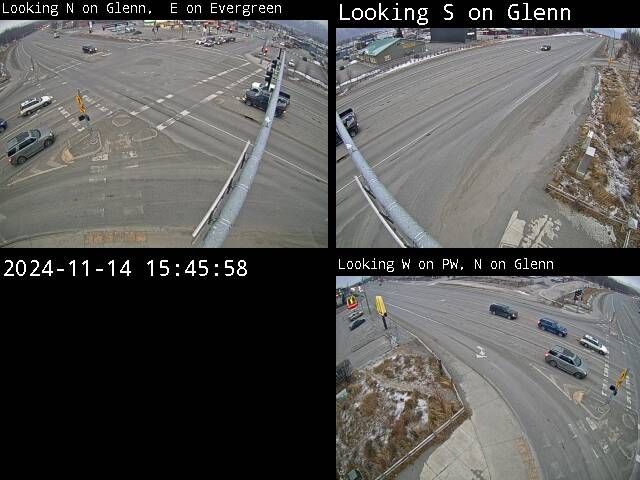 Looking N on Glenn,  E on Evergreen
Looking S on Glenn
2024-11-14 15:45:58
Looking W on PW, N on Glenn